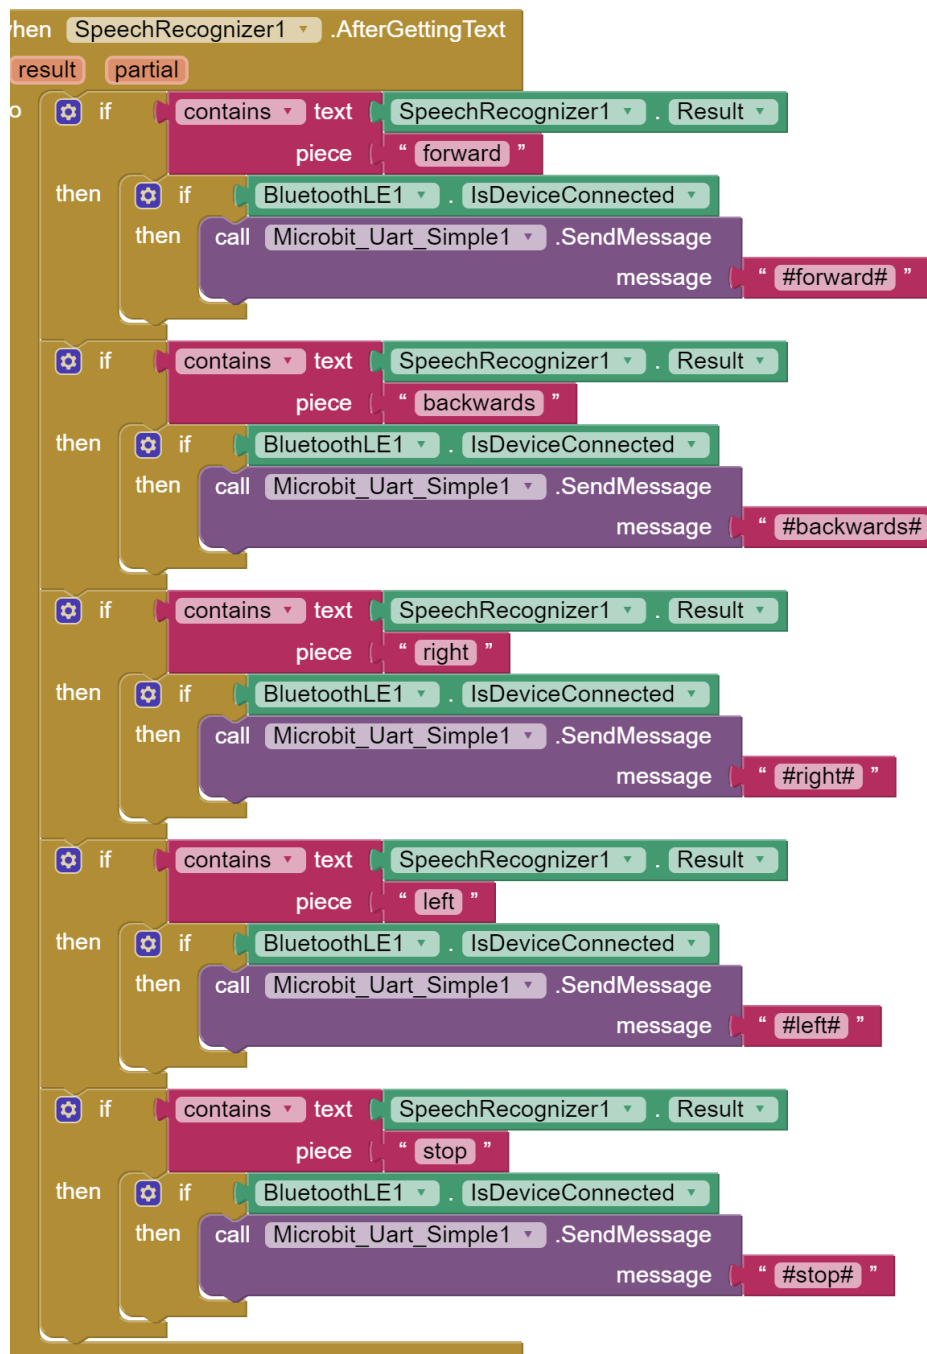 when SpeechRecognizer1 .AfterGettingText
result partial
do if contains text SpeechRecognizer1 . Result
piece “ forward ”
then if BluetoothLE1 . IsDeviceConnected
then call Microbit_Uart_Simple1 .SendMessage
message “ #forward# ”
if contains text SpeechRecognizer1 . Result
piece “ backwards ”
then if BluetoothLE1 . IsDeviceConnected
then call Microbit_Uart_Simple1 .SendMessage
message “ #backwards#
if contains text SpeechRecognizer1 . Result
piece “ right ”
then if BluetoothLE1 . IsDeviceConnected
then call Microbit_Uart_Simple1 .SendMessage
message “ #right# ”
if contains text SpeechRecognizer1 . Result
piece “ left ”
then if BluetoothLE1 . IsDeviceConnected
then call Microbit_Uart_Simple1 .SendMessage
message “ #left# ”
if contains text SpeechRecognizer1 . Result
piece “ stop ”
then if BluetoothLE1 . IsDeviceConnected
then call Microbit_Uart_Simple1 .SendMessage
message “ #stop# ”